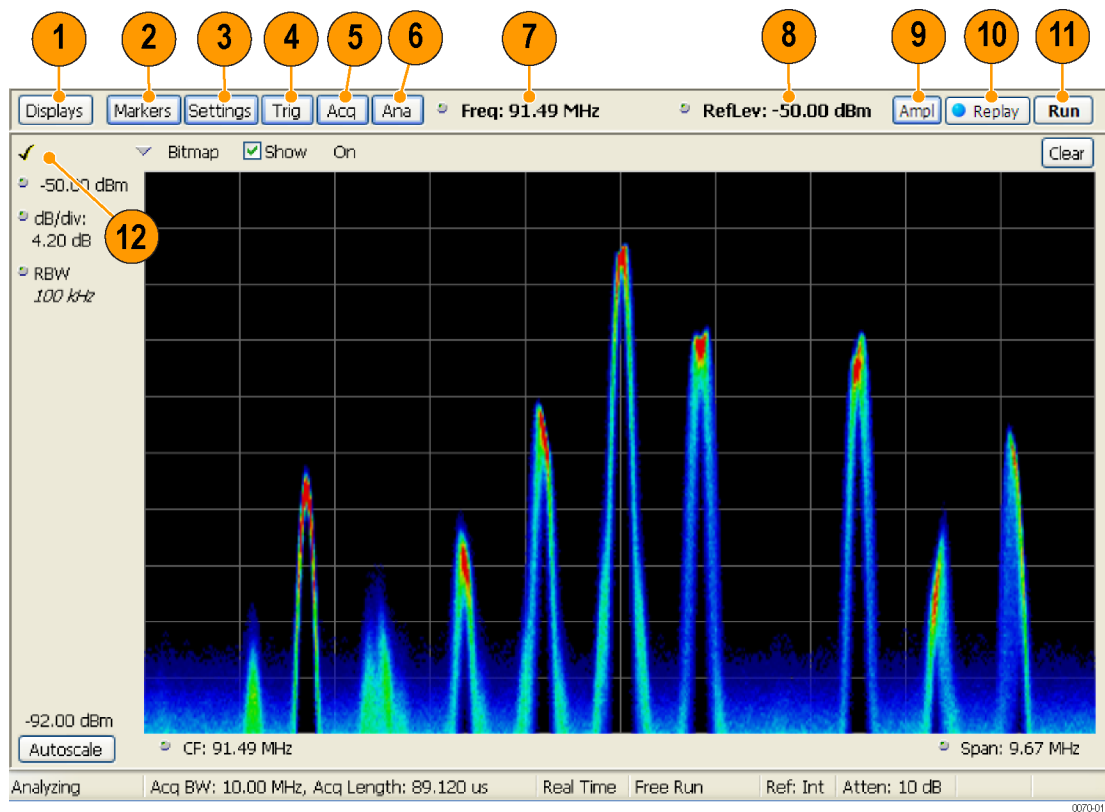 1 2 3 4 5 6 7 8 9 10 11
Displays Markers Settings Trig Acq Ana Freq: 91.49 MHz RefLev: -50.00 dBm Ampl Replay Run
Bitmap Show On Clear
-50.00 dBm
dB/div:
4.20 dB
12
RBW
100 kHz
-92.00 dBm
Autoscale CF: 91.49 MHz Span: 9.67 MHz
Analyzing Acq BW: 10.00 MHz, Acq Length: 89.120 us Real Time Free Run Ref: Int Atten: 10 dB
0070-01